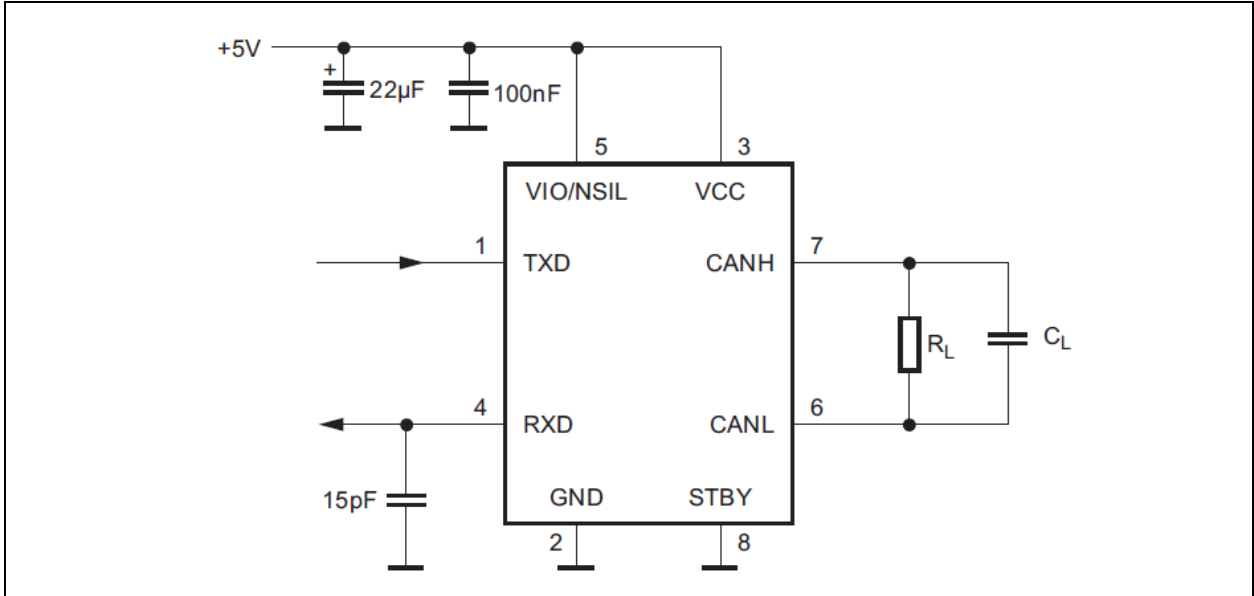 +5V
+
22µF
100nF
5
3
VIO/NSIL
VCC
1
TXD
CANH
7
RL
CL
4
RXD
CANL
6
15pF
GND
STBY
2
8